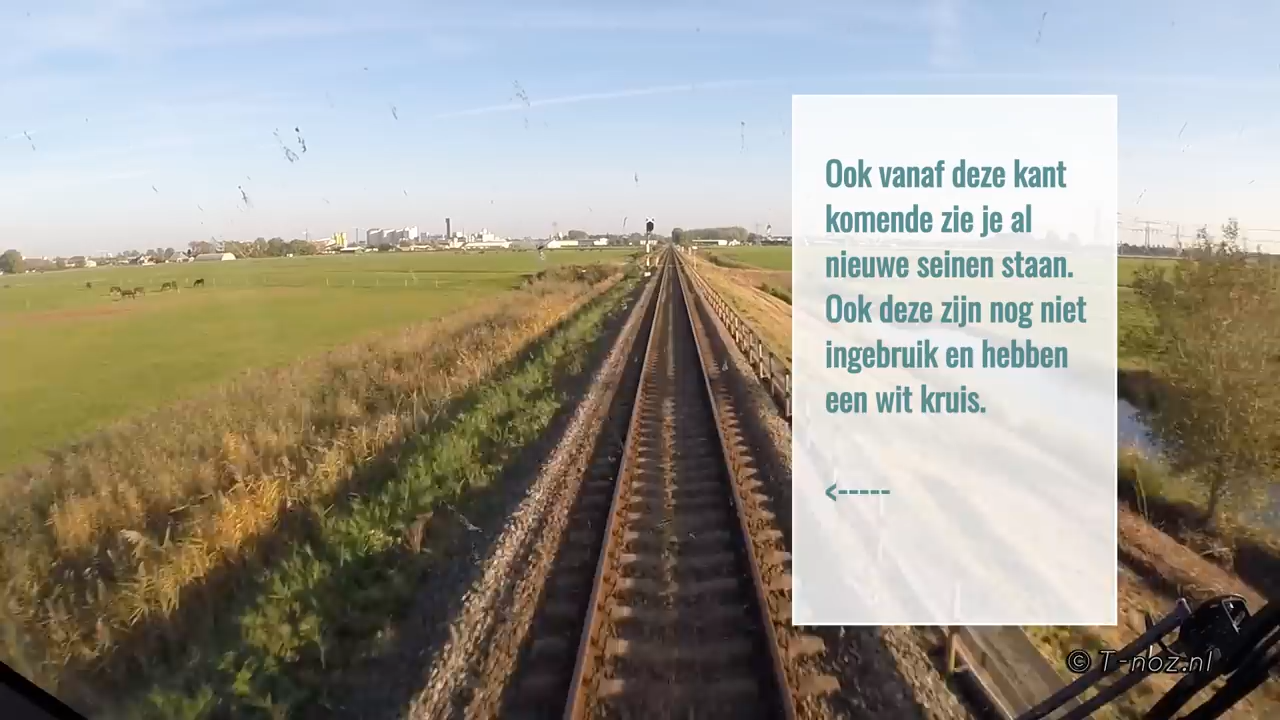 Ook vanaf deze kant
komende zie je al
nieuwe seinen staan.
Ook deze zijn nog niet
ingebruik en hebben
een wit kruis.
<-----
© T-noz.nl